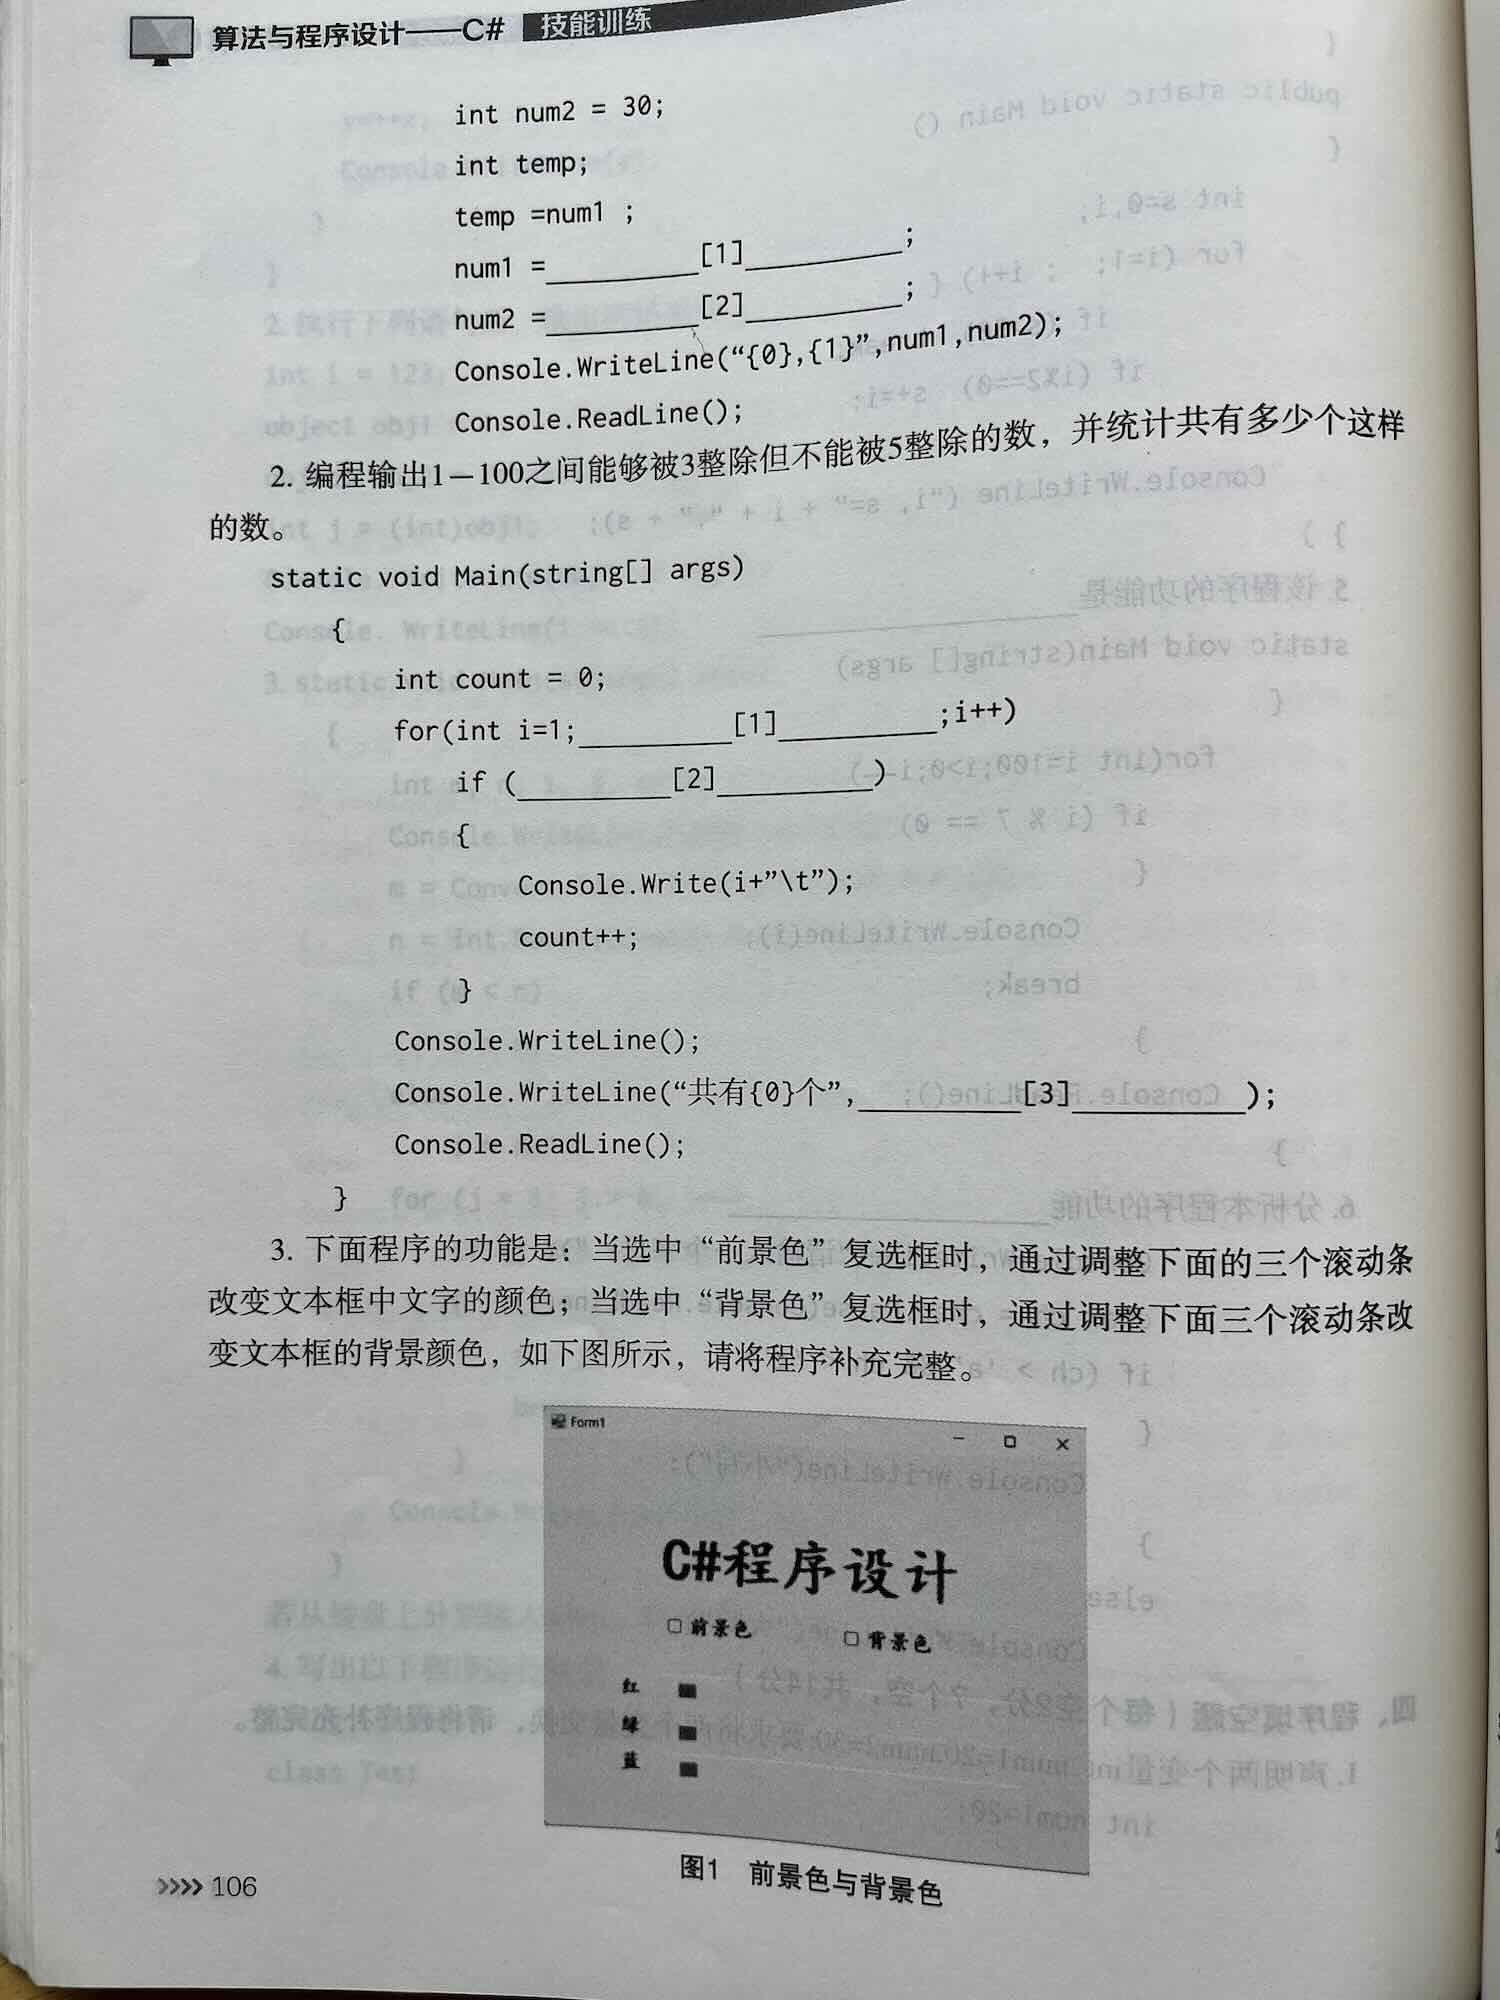 算法与程序设计——C# 技能训练
int num2 = 30;
int temp;
temp =num1 ;
num1 =__________[1]__________;
num2 =__________[2]__________;
Console.WriteLine(“{0},{1}”,num1,num2);
Console.ReadLine();
2. 编程输出1－100之间能够被3整除但不能被5整除的数，并统计共有多少个这样
的数。
static void Main(string[] args)
{
int count = 0;
for(int i=1;__________[1]__________;i++)
if (__________[2]__________)
{
Console.Write(i+”\t”);
count++;
}
Console.WriteLine();
Console.WriteLine(“共有{0}个”,__________[3]__________);
Console.ReadLine();
}
3. 下面程序的功能是：当选中“前景色”复选框时，通过调整下面的三个滚动条
改变文本框中文字的颜色；当选中“背景色”复选框时，通过调整下面三个滚动条改
变文本框的背景颜色，如下图所示，请将程序补充完整。
Form1
C#程序设计
前景色 背景色
红
绿
蓝
图1 前景色与背景色
>>>> 106